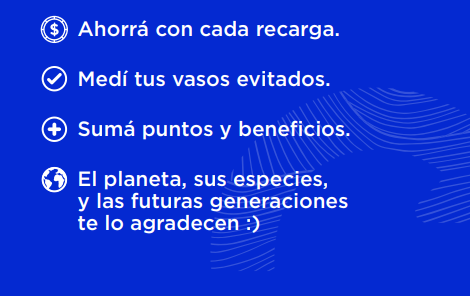 Ahorrá con cada recarga.
Medí tus vasos evitados.
Sumá puntos y beneficios.
El planeta, sus especies,
y las futuras generaciones
te lo agradecen :)